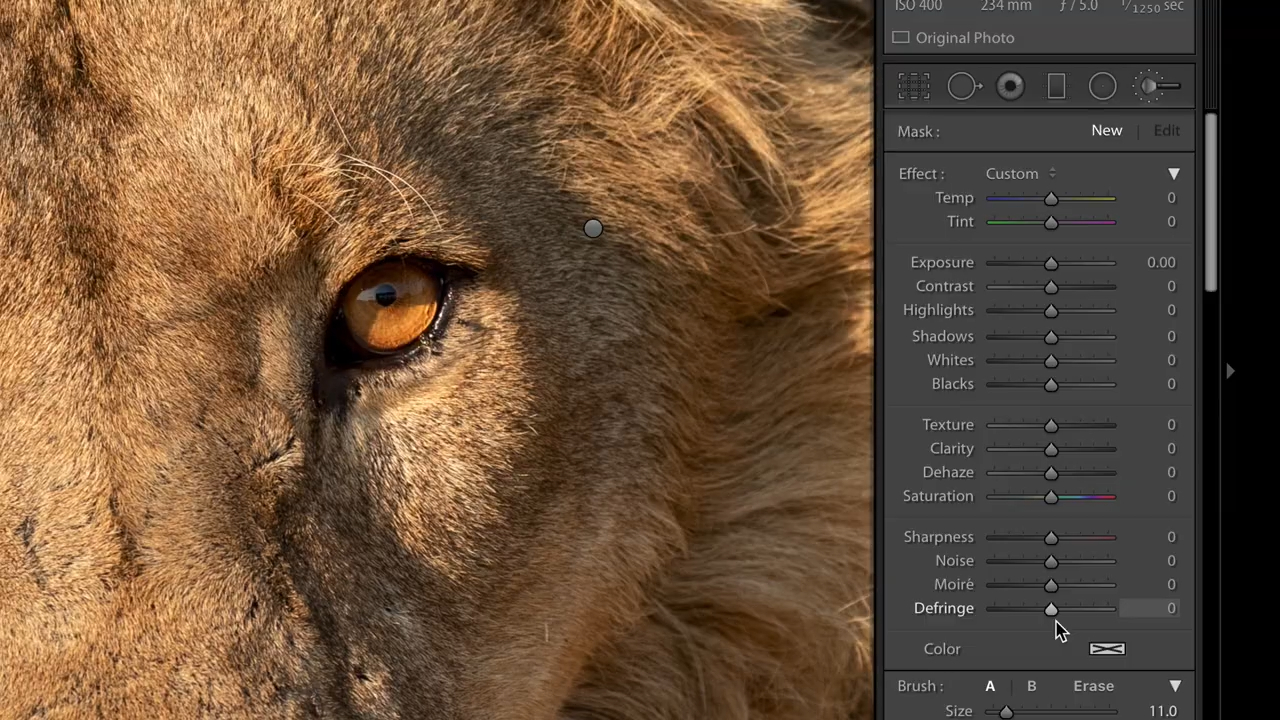 ISO 400 234 mm ƒ / 5.0 1/1250 sec
Original Photo
Mask : New | Edit
Effect : Custom
Temp 0
Tint 0
Exposure 0.00
Contrast 0
Highlights 0
Shadows 0
Whites 0
Blacks 0
Texture 0
Clarity 0
Dehaze 0
Saturation 0
Sharpness 0
Noise 0
Moiré 0
Defringe 0
Color
Brush : A | B Erase
Size 11.0